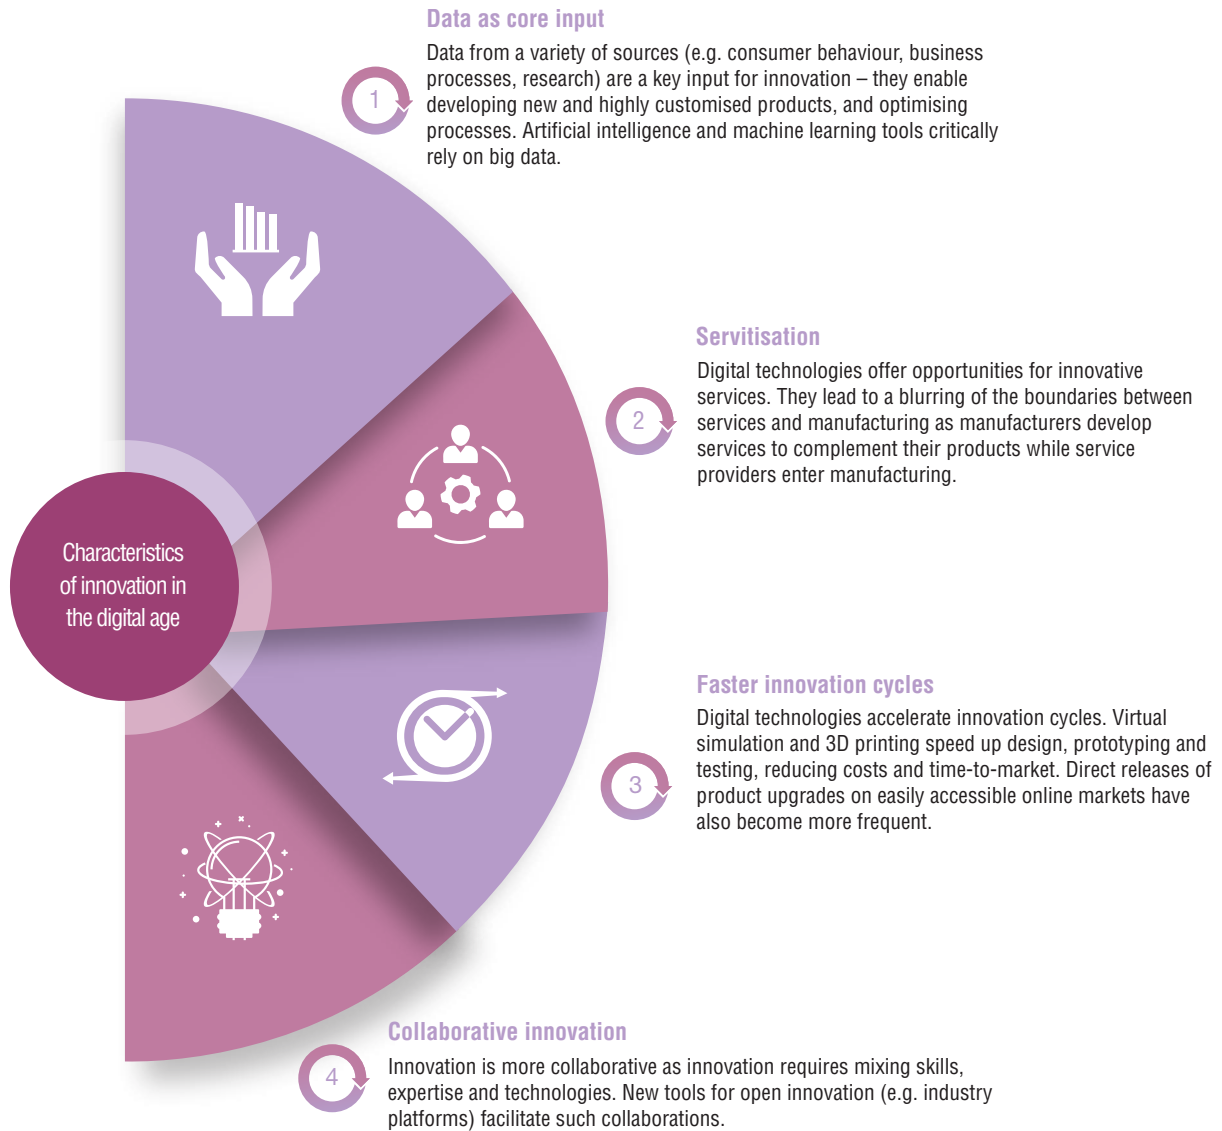 Data as core input
Data from a variety of sources (e.g. consumer behaviour, business
processes, research) are a key input for innovation – they enable
developing new and highly customised products, and optimising
processes. Artificial intelligence and machine learning tools critically
rely on big data.
1
Servitisation
Digital technologies offer opportunities for innovative
services. They lead to a blurring of the boundaries between
services and manufacturing as manufacturers develop
services to complement their products while service
providers enter manufacturing.
2
Characteristics
of innovation in
the digital age
Faster innovation cycles
Digital technologies accelerate innovation cycles. Virtual
simulation and 3D printing speed up design, prototyping and
testing, reducing costs and time-to-market. Direct releases of
product upgrades on easily accessible online markets have
also become more frequent.
3
Collaborative innovation
Innovation is more collaborative as innovation requires mixing skills,
expertise and technologies. New tools for open innovation (e.g. industry
platforms) facilitate such collaborations.
4